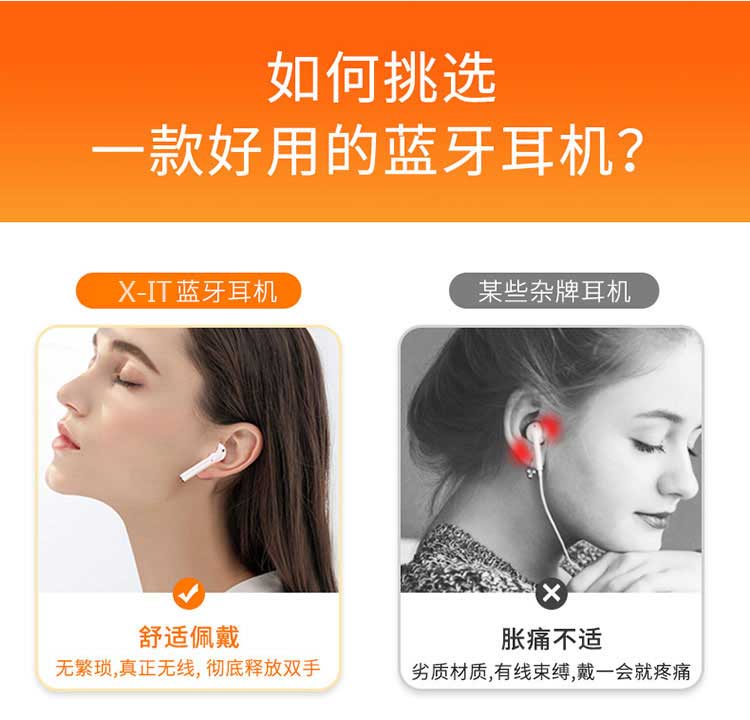 如何挑选
一款好用的蓝牙耳机?
X-IT 蓝牙耳机
某些杂牌耳机
舒适佩戴
无繁琐,真正无线, 彻底释放双手
胀痛不适
劣质材质,有线束缚,戴一会就疼痛